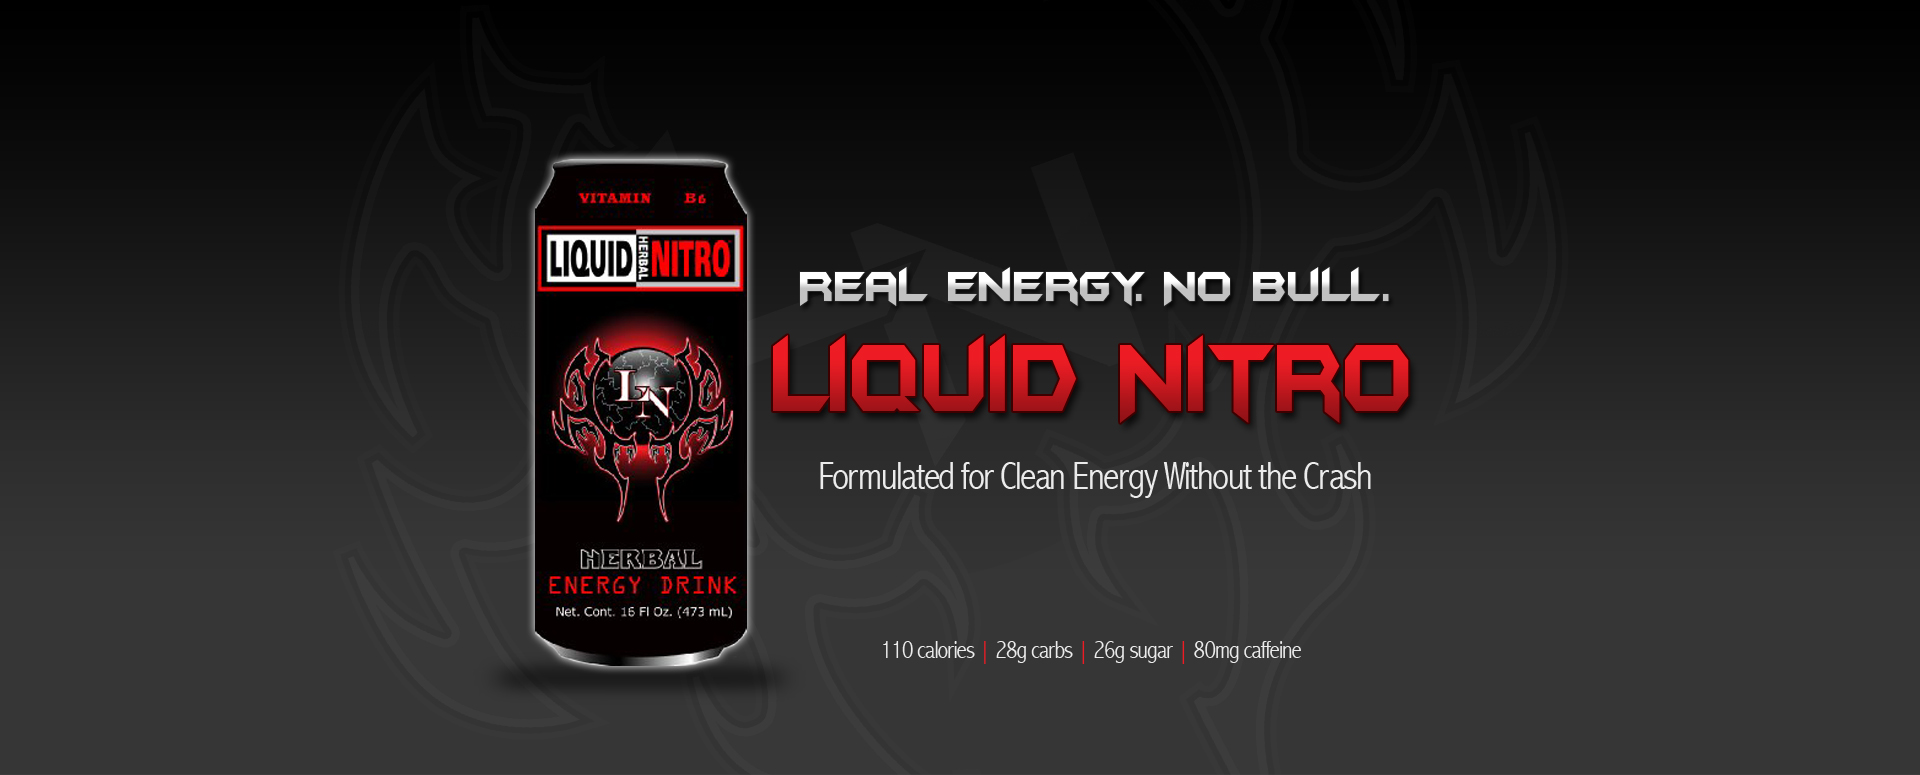 VITAMIN B6
LIQUID HERBAL NITRO
LN
HERBAL
ENERGY DRINK
Net. Cont. 16 Fl Oz. (473 mL)
REAL ENERGY. NO BULL.
LIQUID NITRO
Formulated for Clean Energy Without the Crash
110 calories | 28g carbs | 26g sugar | 80mg caffeine